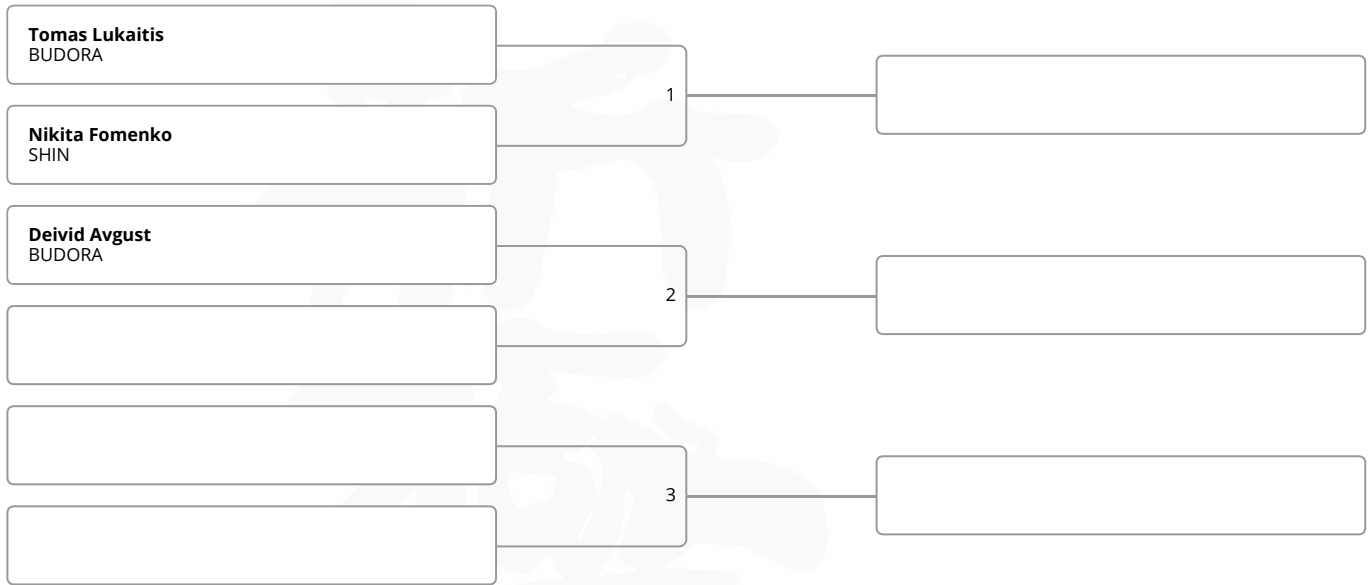 Tomas Lukaitis
BUDORA
1
Nikita Fomenko
SHIN
Deivid Avgust
BUDORA
2
3